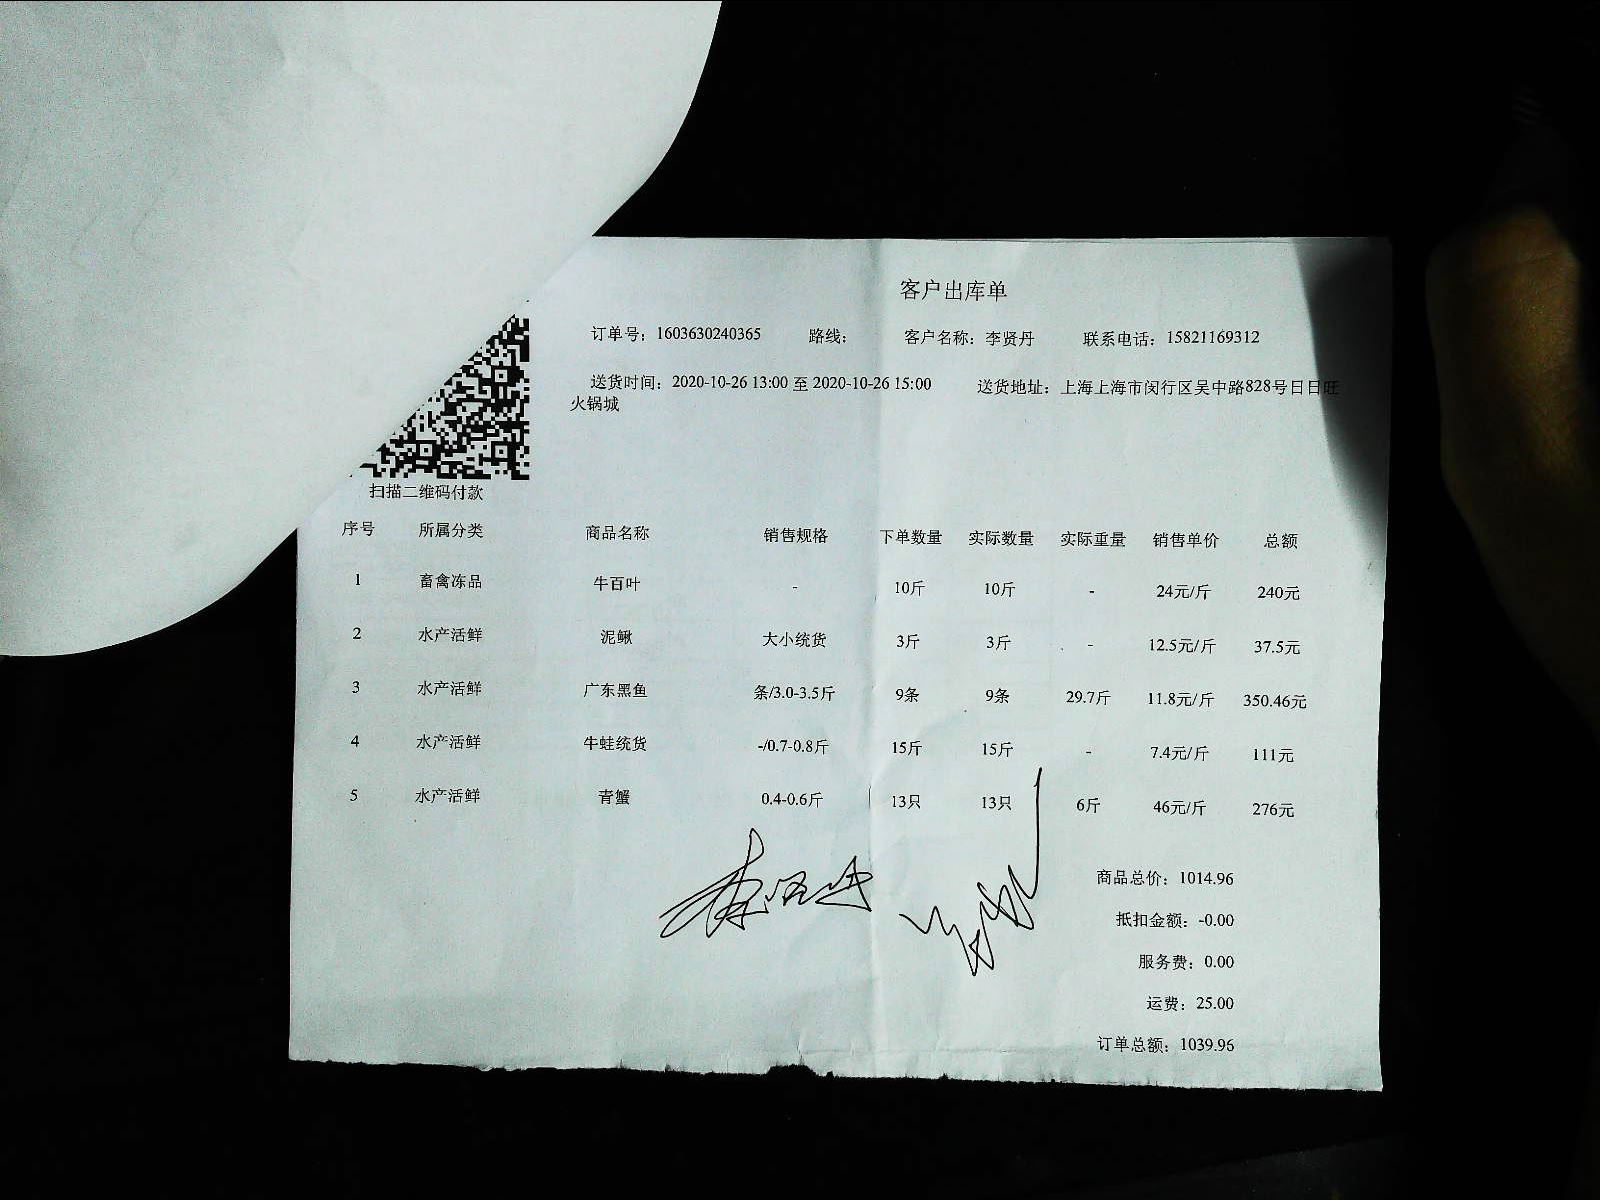 客户出库单
订单号：1603630240365 路线： 客户名称：李贤丹 联系电话：15821169312
送货时间：2020-10-26 13:00 至 2020-10-26 15:00 送货地址：上海上海市闵行区吴中路828号日日旺
火锅城
扫描二维码付款
序号 所属分类 商品名称 销售规格 下单数量 实际数量 实际重量 销售单价 总额
1 畜禽冻品 牛百叶 - 10斤 10斤 - 24元/斤 240元
2 水产活鲜 泥鳅 大小统货 3斤 3斤 - 12.5元/斤 37.5元
3 水产活鲜 广东黑鱼 条/3.0-3.5斤 9条 9条 29.7斤 11.8元/斤 350.46元
4 水产活鲜 牛蛙统货 -/0.7-0.8斤 15斤 15斤 - 7.4元/斤 111元
5 水产活鲜 青蟹 0.4-0.6斤 13只 13只 6斤 46元/斤 276元
商品总价：1014.96
抵扣金额：-0.00
服务费：0.00
运费：25.00
订单总额：1039.96